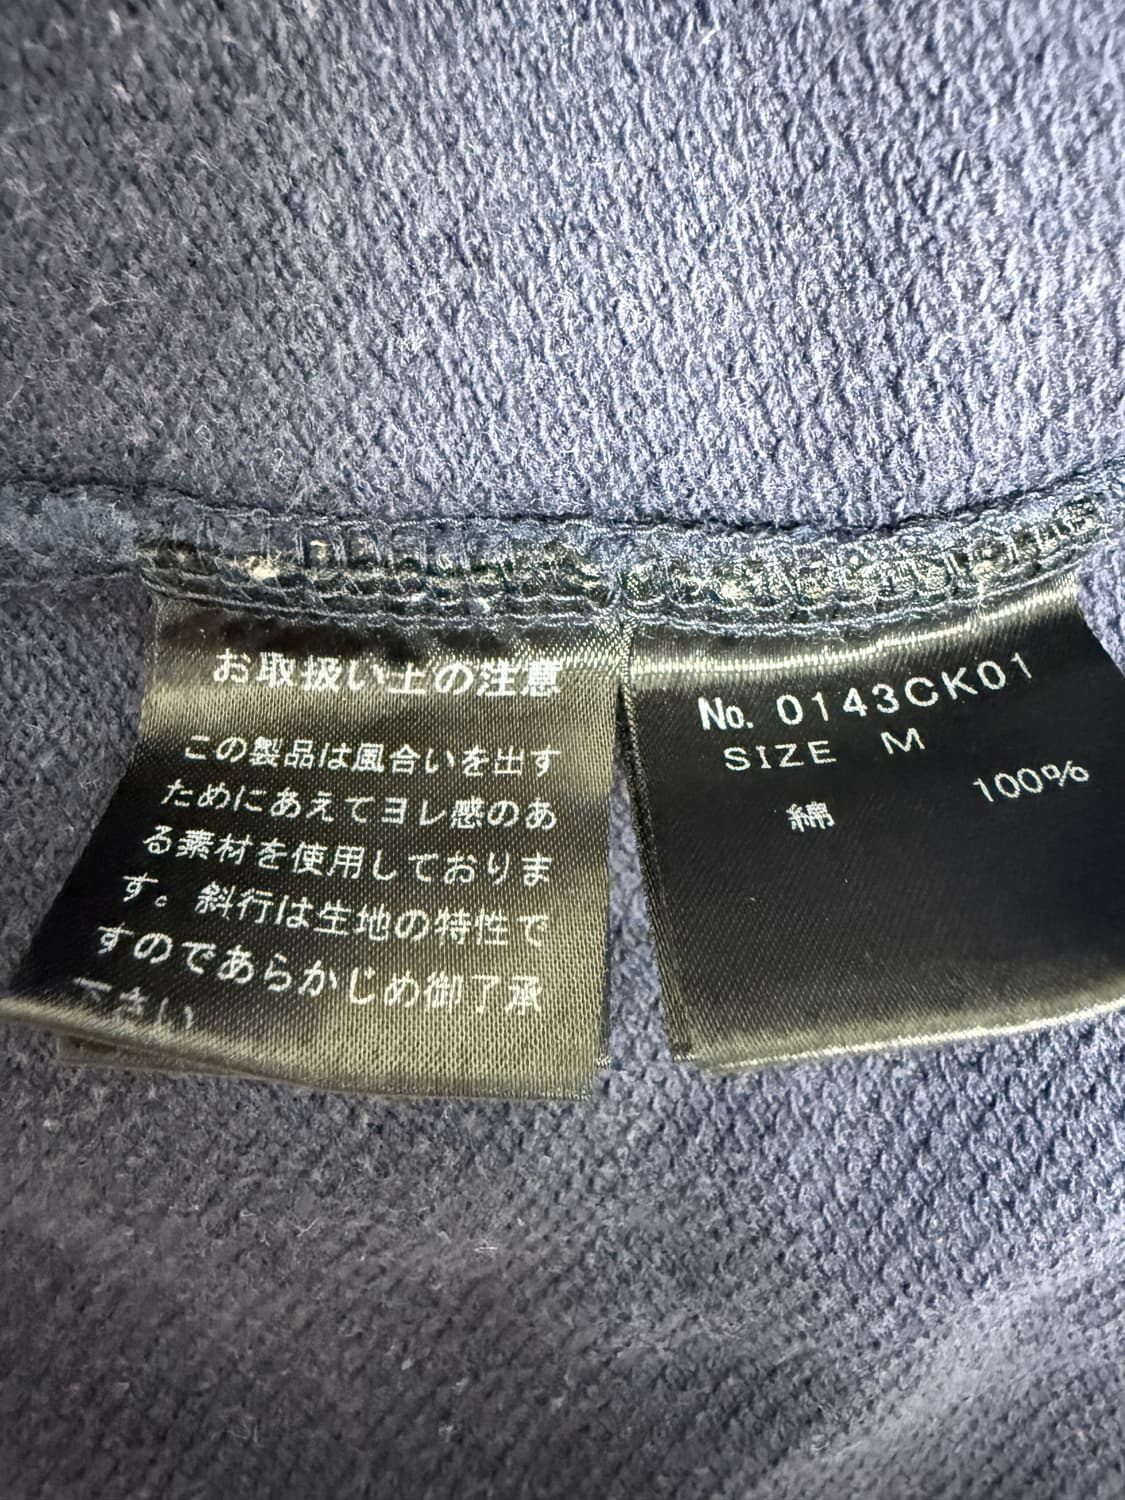 お取扱い上の注意
この製品は風合いを出す
ためにあえてヨレ感のあ
る素材を使用しておりま
す。斜行は生地の特性で
すのであらかじめ御了承
下さい
No. 0143CK01
SIZE M
綿 100%